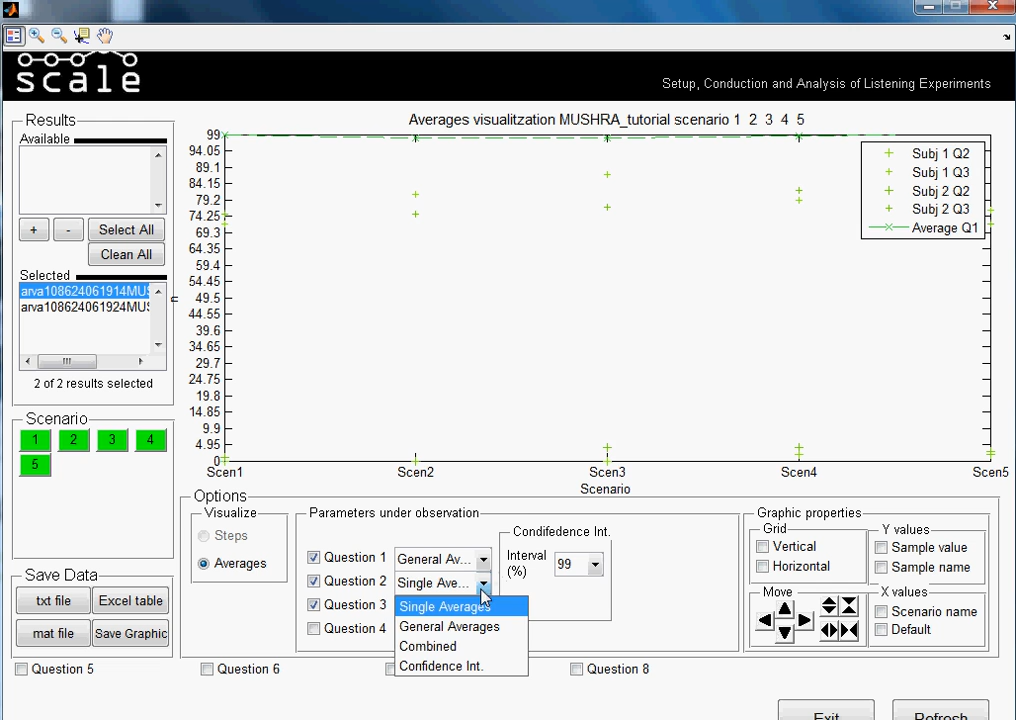 scale
Setup, Conduction and Analysis of Listening Experiments
Results
Available
+ - Select All
Clean All
Selected
arva108624061914MUS
arva108624061924MUS
2 of 2 results selected
Scenario
1 2 3 4
5
Save Data
txt file Excel table
mat file Save Graphic
Averages visualitzation MUSHRA_tutorial scenario 1 2 3 4 5
99
94.05
89.1
84.15
79.2
74.25
69.3
64.35
59.4
54.45
49.5
44.55
39.6
34.65
29.7
24.75
19.8
14.85
9.9
4.95
0
Scen1 Scen2 Scen3 Scen4 Scen5
Scenario
Subj 1 Q2
Subj 1 Q3
Subj 2 Q2
Subj 2 Q3
Average Q1
Options
Visualize
Steps
Averages
Parameters under observation
Question 1 General Av...
Question 2 Single Ave...
Question 3
Question 4
Single Averages
General Averages
Combined
Confidence Int.
Condifedence Int.
Interval 99
(%)
Graphic properties
Grid
Vertical
Horizontal
Y values
Sample value
Sample name
Move
X values
Scenario name
Default
Question 5 Question 6 Question 8
Exit Refresh